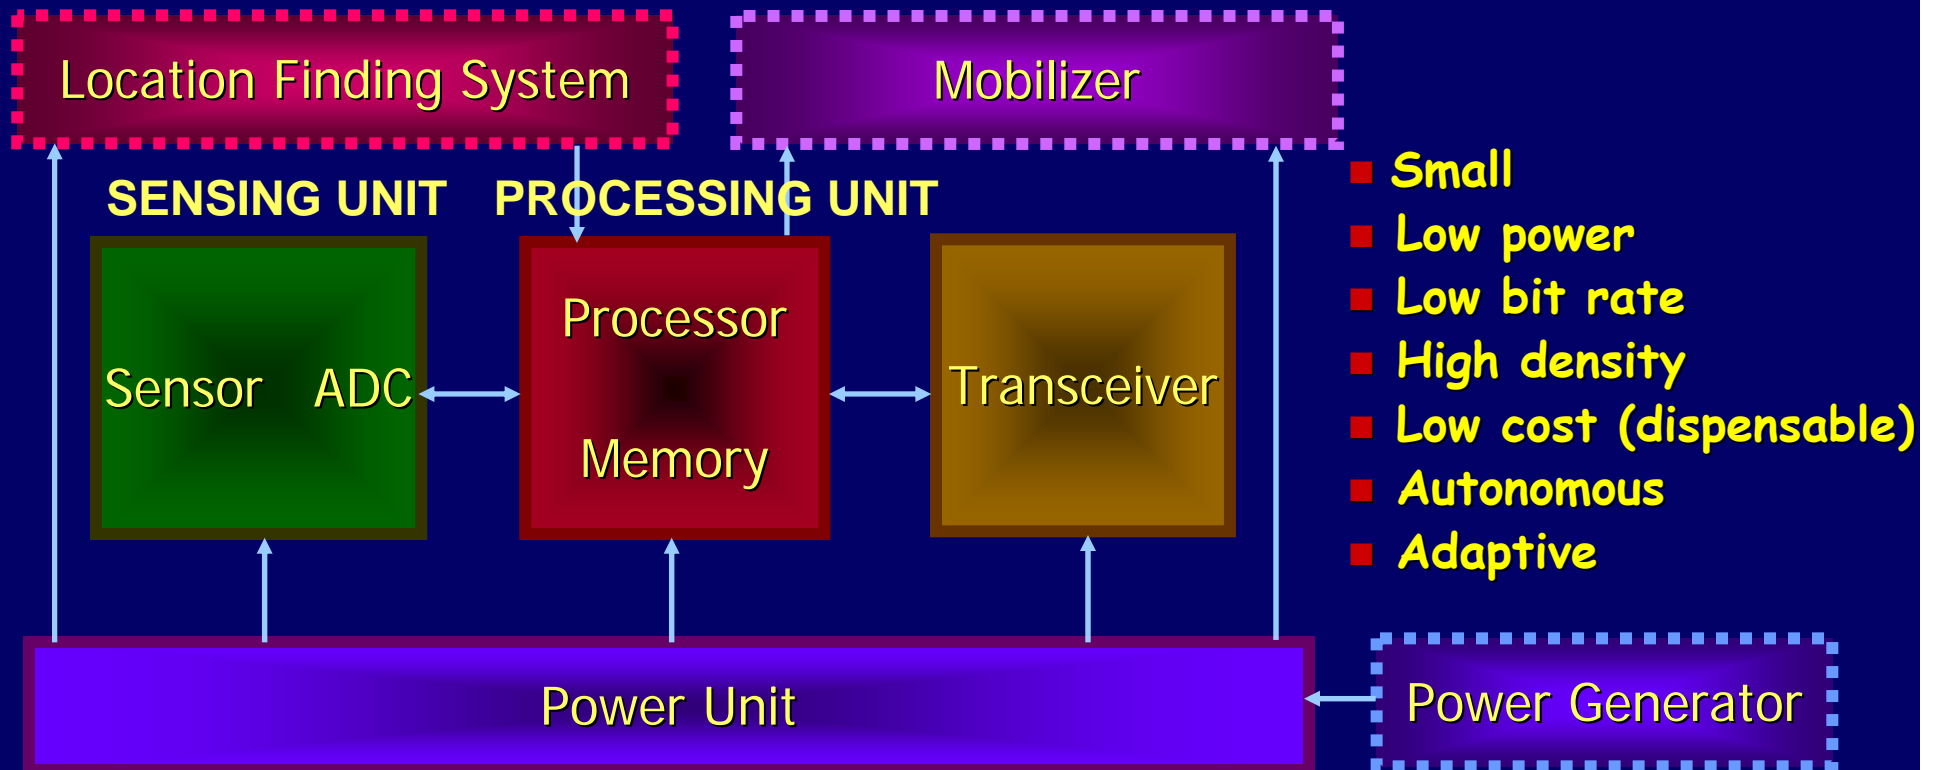 Location Finding System
Mobilizer
SENSING UNIT
PROCESSING UNIT
Sensor ADC
Processor
Memory
Transceiver
Small
Low power
Low bit rate
High density
Low cost (dispensable)
Autonomous
Adaptive
Power Unit
Power Generator